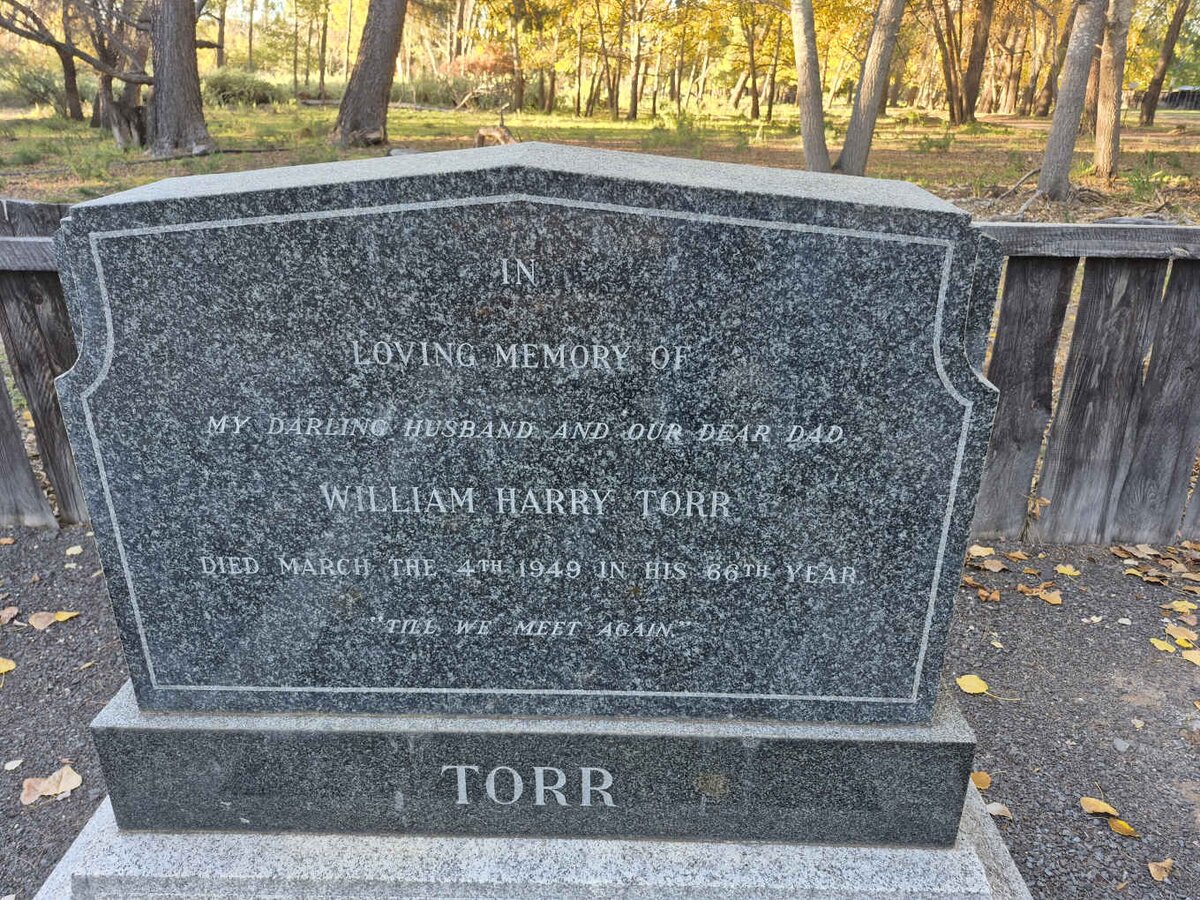 IN
LOVING MEMORY OF
MY DARLING HUSBAND AND OUR DEAR DAD
WILLIAM HARRY TORR
DIED MARCH THE 4TH 1949 IN HIS 66TH YEAR.
"TILL WE MEET AGAIN."
TORR